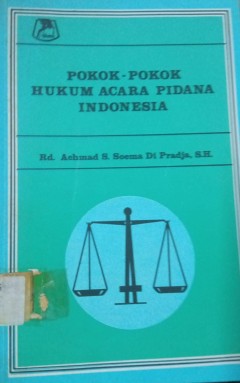 POKOK-POKOK
HUKUM ACARA PIDANA
INDONESIA
Rd. Achmad S. Soema Di Pradja, S.H.